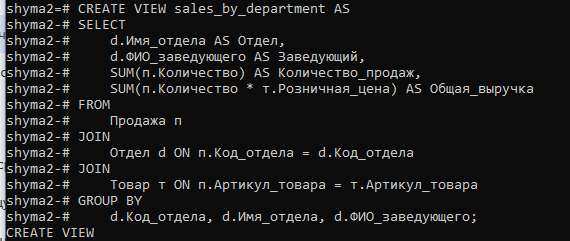 shyma2=# CREATE VIEW sales_by_department AS
shyma2-# SELECT
shyma2-#     d.Имя_отдела AS Отдел,
shyma2-#     d.ФИО_заведующего AS Заведующий,
shyma2-#     SUM(п.Количество) AS Количество_продаж,
shyma2-#     SUM(п.Количество * т.Розничная_цена) AS Общая_выручка
shyma2-# FROM
shyma2-#     Продажа п
shyma2-# JOIN
shyma2-#     Отдел d ON п.Код_отдела = d.Код_отдела
shyma2-# JOIN
shyma2-#     Товар т ON п.Артикул_товара = т.Артикул_товара
shyma2-# GROUP BY
shyma2-#     d.Код_отдела, d.Имя_отдела, d.ФИО_заведующего;
CREATE VIEW